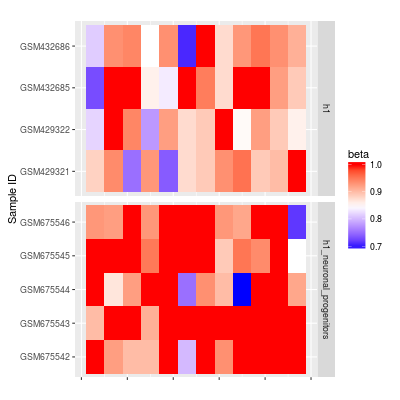 GSM432686
GSM432685
GSM429322
GSM429321
h1
GSM675546
GSM675545
GSM675544
GSM675543
GSM675542
h1_neuronal_progenitors
Sample ID
beta
1.0
0.9
0.8
0.7